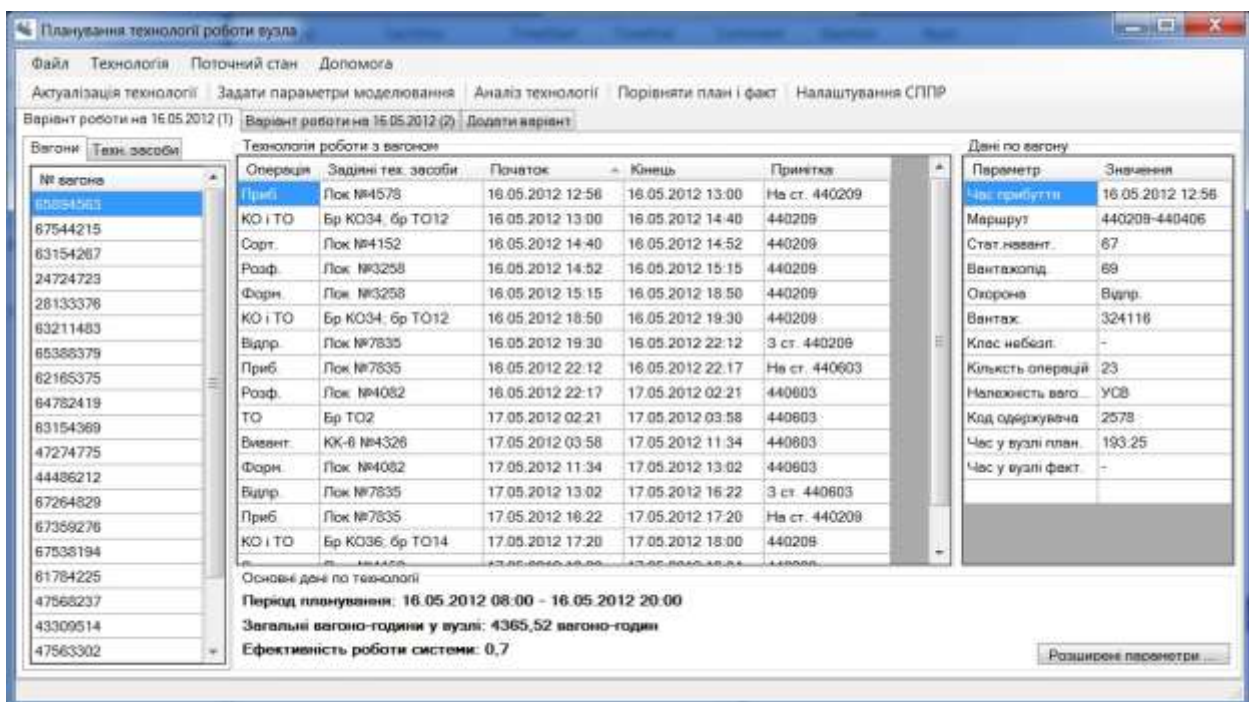 Планування технології роботи вузла
Файл Технологія Поточний стан Допомога
Актуалізація технології Задати параметри моделювання Аналіз технології Порівняти план і факт Налаштування СППР
Варіант роботи на 16.05.2012 (1) Варіант роботи на 16.05.2012 (2) Додати варіант
Вагони Техн. засоби
№ вагона
65894563
67544215
63154267
24724723
28133376
63211483
65388379
62165375
64782419
63154369
47274775
44486212
67264829
67359276
67538194
61784225
47568237
43309514
47563302
Технологія роботи з вагоном
Операція Задіяні тех. засоби Початок Кінець Примітка
Приб Лок №4578 16.05.2012 12:56 16.05.2012 13:00 На ст. 440209
КО і ТО Бр КО34, бр ТО12 16.05.2012 13:00 16.05.2012 14:40 440209
Сорт. Лок №4152 16.05.2012 14:40 16.05.2012 14:52 440209
Розф. Лок. №3258 16.05.2012 14:52 16.05.2012 15:15 440209
Форм. Лок. №3258 16.05.2012 15:15 16.05.2012 18:50 440209
КО і ТО Бр КО34, бр ТО12 16.05.2012 18:50 16.05.2012 19:30 440209
Відпр. Лок №7835 16.05.2012 19:30 16.05.2012 22:12 З ст. 440209
Приб Лок №7835 16.05.2012 22:12 16.05.2012 22.17 На ст. 440603
Розф. Лок. №4082 16.05.2012 22:17 17.05.2012 02:21 440603
ТО Бр ТО2 17.05.2012 02:21 17.05.2012 03:58 440603
Вивант. КК-6 №4326 17.05.2012 03:58 17.05.2012 11:34 440603
Форм. Лок №4082 17.05.2012 11:34 17.05.2012 13:02 440603
Відпр. Лок №7835 17.05.2012 13:02 17.05.2012 16:22 З ст. 440603
Приб Лок №7835 17.05.2012 16:22 17.05.2012 17:20 На ст. 440209
КО і ТО Бр КО36, бр ТО14 17.05.2012 17:20 17.05.2012 18:00 440209
Дані по вагону
Параметр Значення
Час прибуття 16.05.2012 12:56
Маршрут 440209-440406
Стат.навант. 67
Вантажопід. 69
Охорона Відпр.
Вантаж. 324116
Клас небезп. -
Кількість операцій 23
Належність ваго... УСВ
Код одержувача 2578
Час у вузлі план. 193.25
Час у вузлі факт. -
Основні дані по технології
Період планування: 16.05.2012 08:00 - 16.05.2012 20:00
Загальні вагоно-години у вузлі: 4365,52 вагоно-годин
Ефективність роботи системи: 0,7
Розширені параметри ...